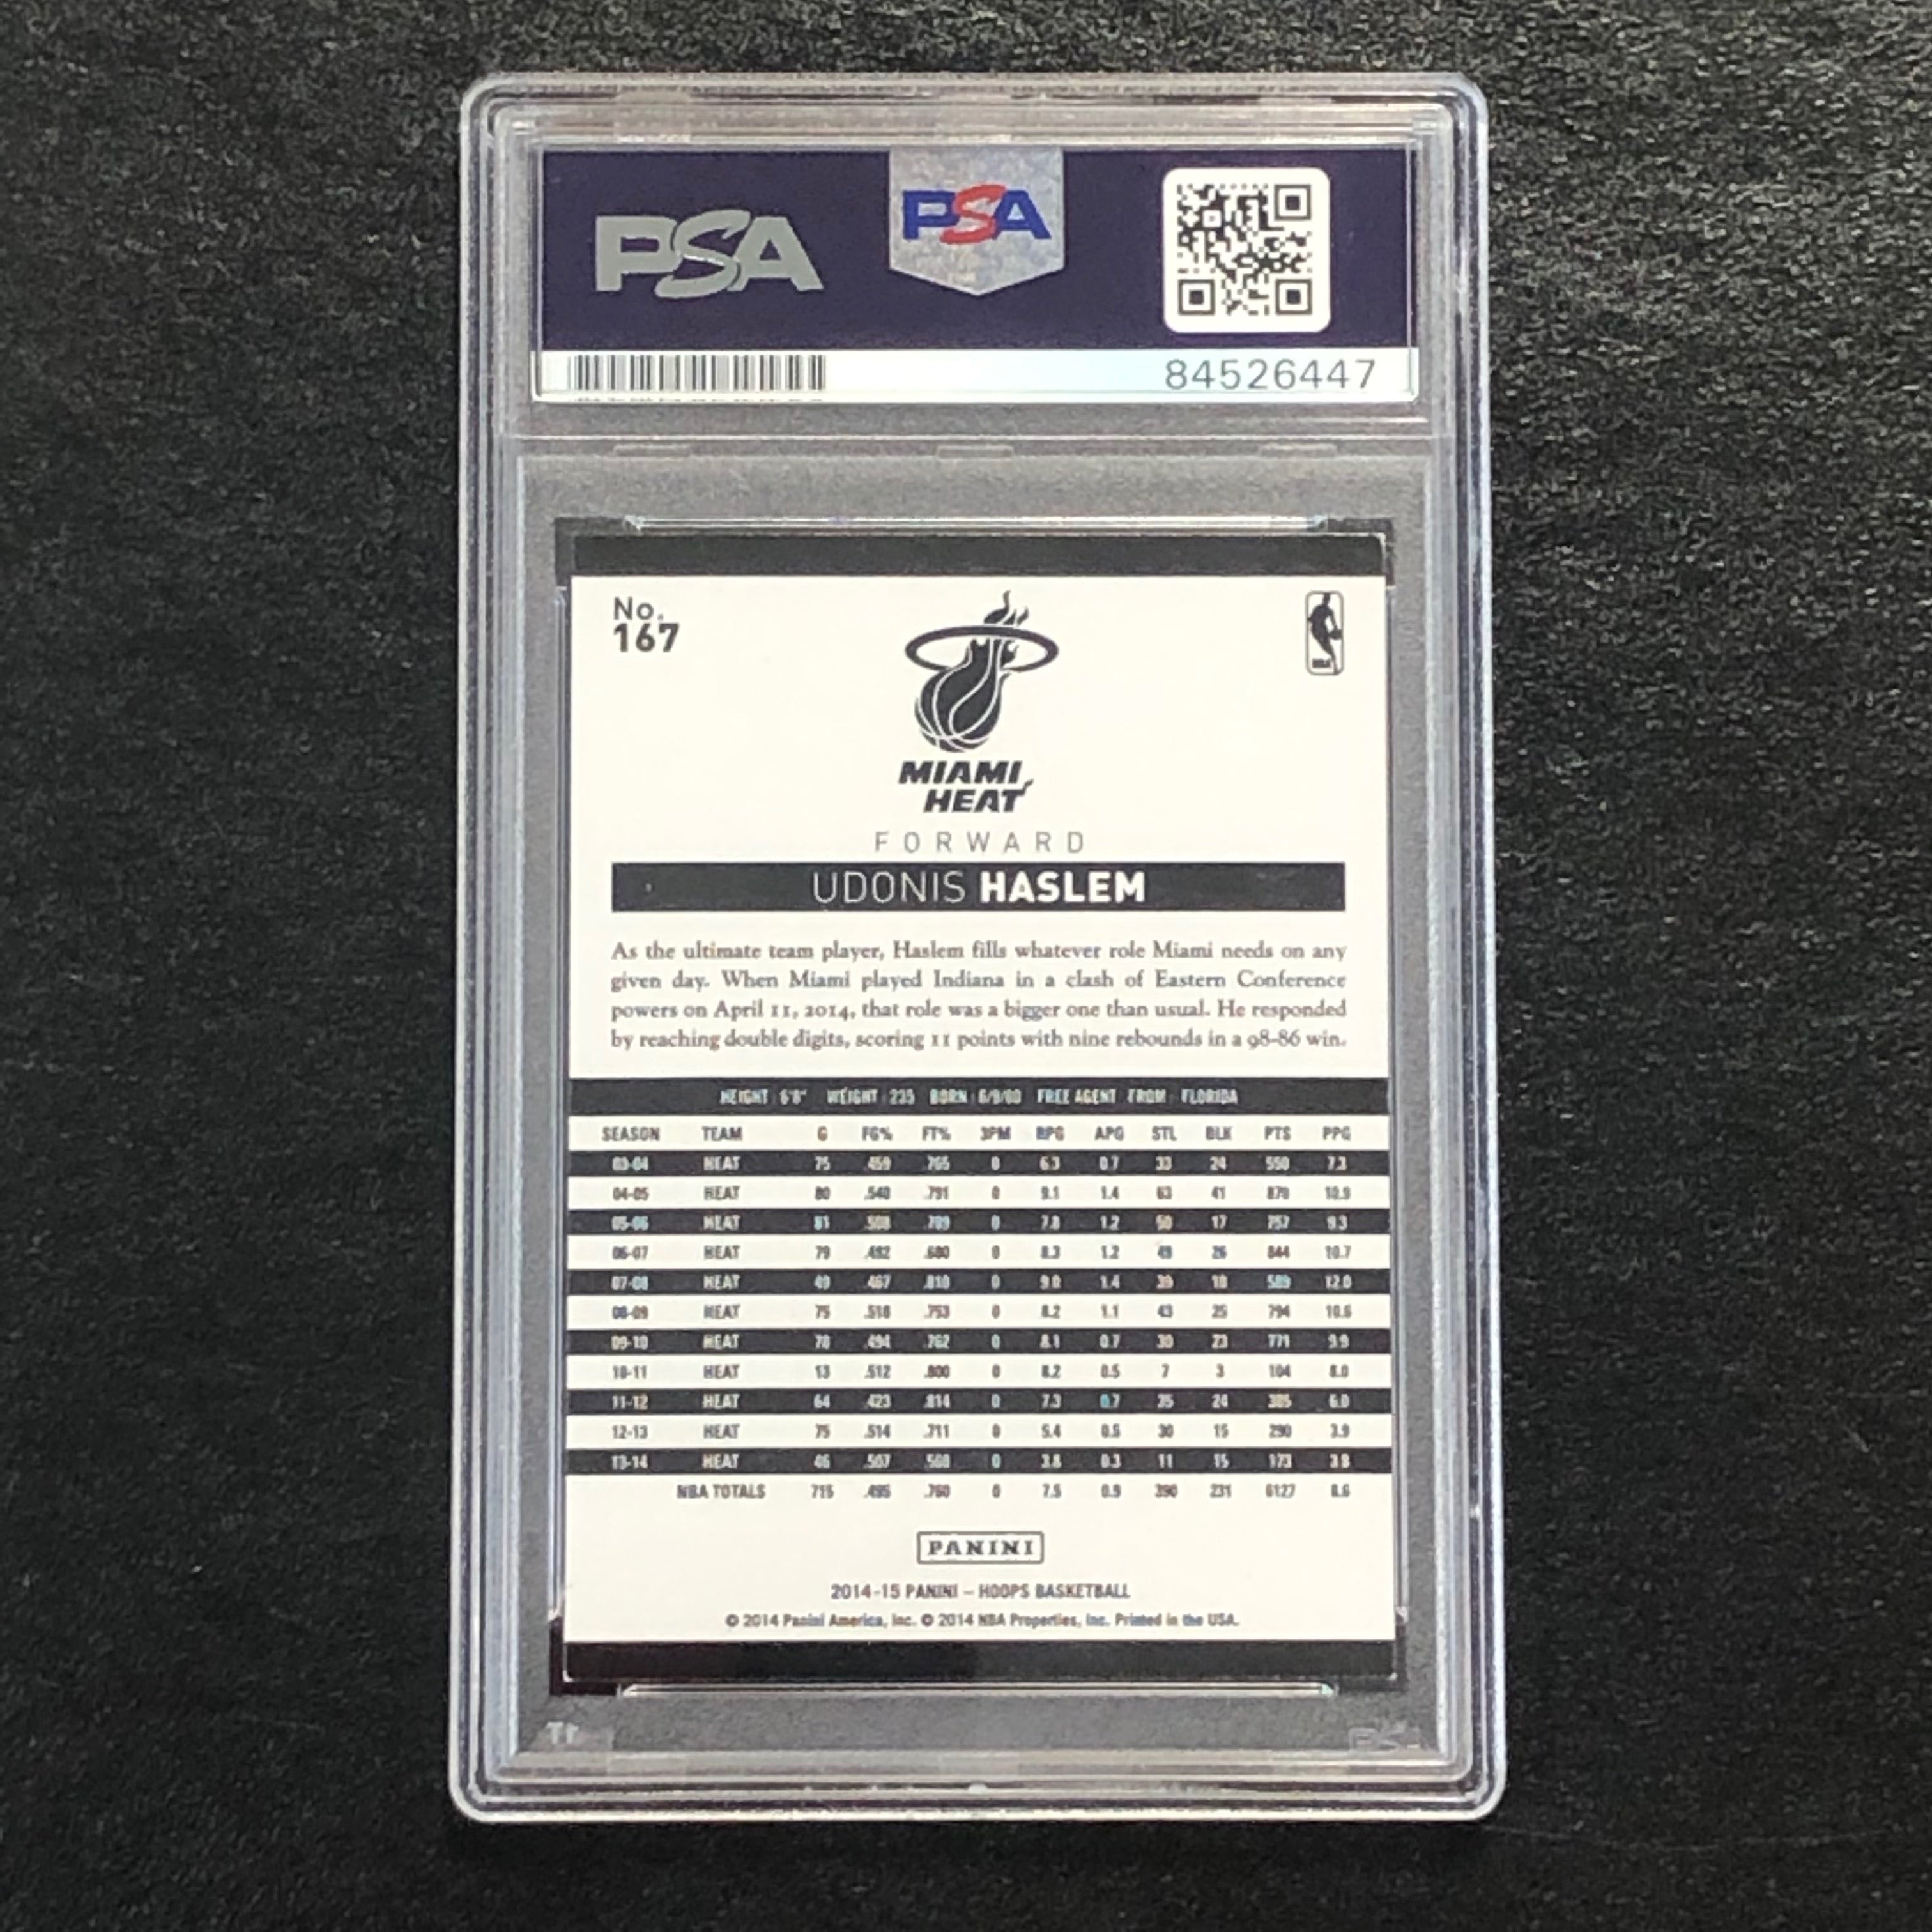 PSA
PSA
84526447
No.
167
MIAMI
HEAT
FORWARD
UDONIS HASLEM
As the ultimate team player, Haslem fills whatever role Miami needs on any
given day. When Miami played Indiana in a clash of Eastern Conference
powers on April 11, 2014, that role was a bigger one than usual. He responded
by reaching double digits, scoring 11 points with nine rebounds in a 98-86 win.
HEIGHT 6'8" WEIGHT 235 BORN 6/9/80 FREE AGENT FROM FLORIDA
SEASON TEAM G FG% FT% 3PM RPG APG STL BLK PTS PPG
03-04 HEAT 75 .459 .765 0 6.3 0.7 33 24 550 7.3
04-05 HEAT 80 .540 .791 0 9.1 1.4 63 41 870 10.9
05-06 HEAT 81 .508 .789 0 7.8 1.2 50 17 757 9.3
06-07 HEAT 79 .492 .680 0 8.3 1.2 49 26 844 10.7
07-08 HEAT 49 .467 .810 0 9.0 1.4 39 18 589 12.0
08-09 HEAT 75 .518 .753 0 8.2 1.1 43 25 794 10.6
09-10 HEAT 78 .494 .762 0 8.1 0.7 30 23 771 9.9
10-11 HEAT 13 .512 .800 0 8.2 0.5 7 3 104 8.0
11-12 HEAT 64 .423 .814 0 7.3 0.7 35 24 385 6.0
12-13 HEAT 75 .514 .711 0 5.4 0.5 30 15 290 3.9
13-14 HEAT 46 .507 0 3.8 0.3 11 15 173 3.8
NBA TOTALS 715 .495 .760 0 7.5 0.9 390 231 6127 8.6
PANINI
2014-15 PANINI – HOOPS BASKETBALL
© 2014 Panini America, Inc. © 2014 NBA Properties, Inc. Printed in the USA.